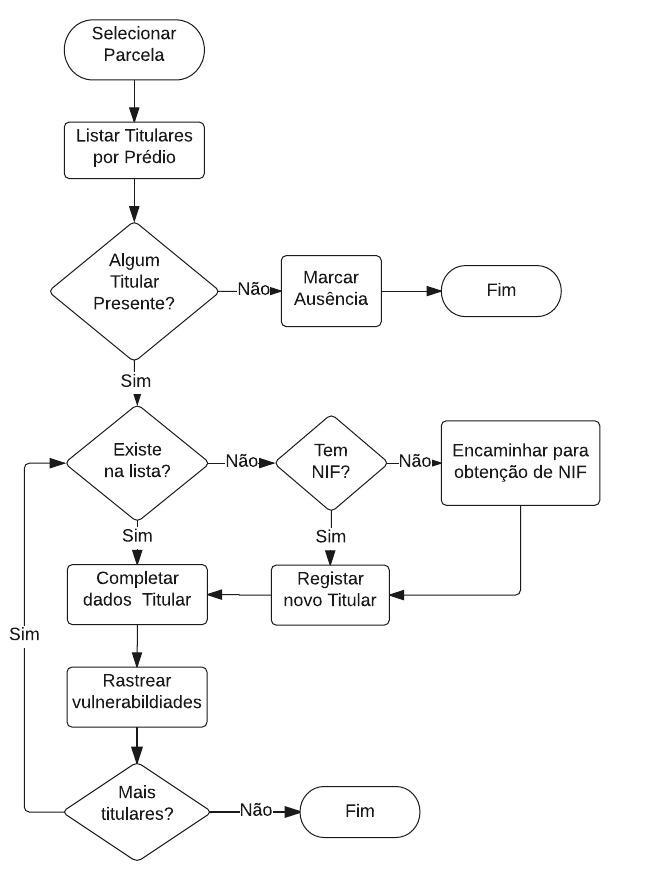 Selecionar
Parcela
Listar Titulares
por Prédio
Algum
Titular
Presente?
Não
Marcar
Ausência
Fim
Sim
Existe
na lista?
Não
Tem
NIF?
Não
Encaminhar para
obtenção de NIF
Sim
Sim
Completar
dados Titular
Registar
novo Titular
Sim
Rastrear
vulnerabildiades
Mais
titulares?
Não
Fim